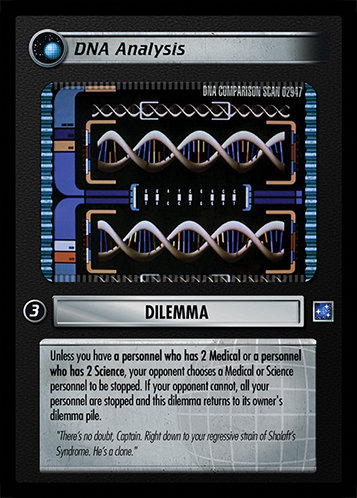 DNA Analysis
DNA COMPARISON SCAN 02947
3
DILEMMA
Unless you have a personnel who has 2 Medical or a personnel
who has 2 Science, your opponent chooses a Medical or Science
personnel to be stopped. If your opponent cannot, all your
personnel are stopped and this dilemma returns to its owner's
dilemma pile.
"There's no doubt, Captain. Right down to your regressive strain of Shalaft's
Syndrome. He's a clone."